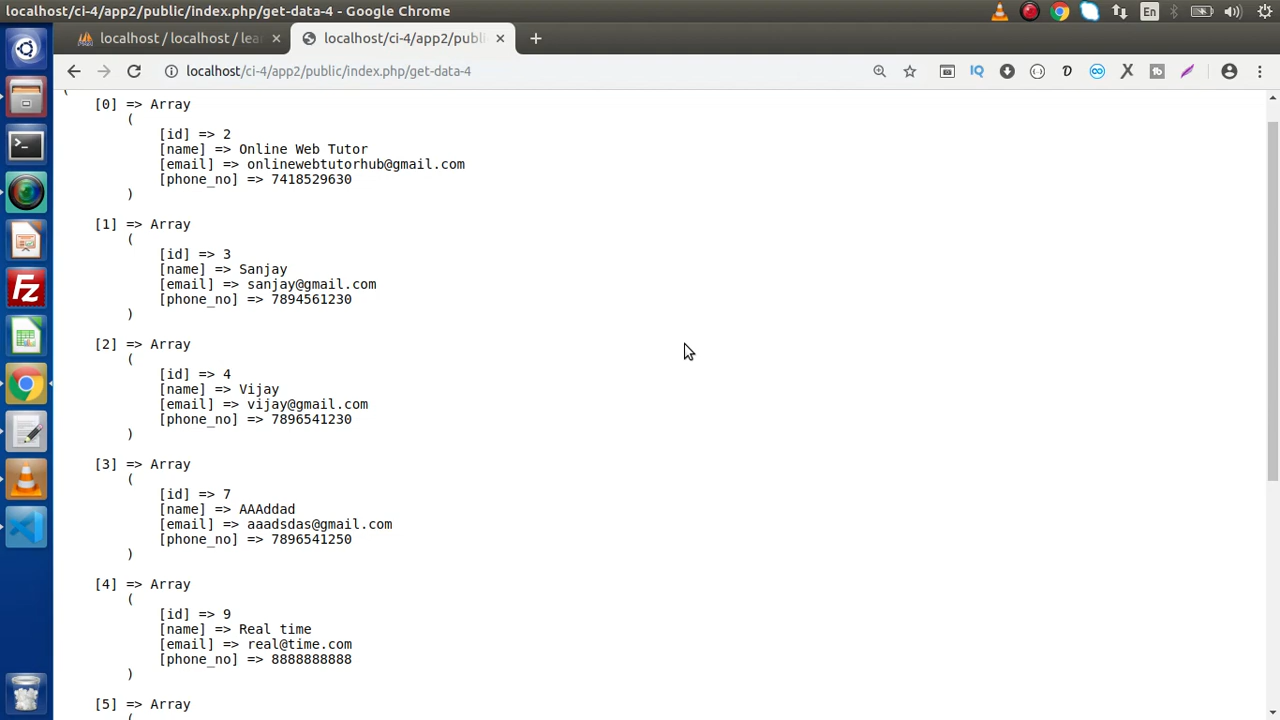 localhost/ci-4/app2/public/index.php/get-data-4 - Google Chrome
En
localhost / localhost / lea
localhost/ci-4/app2/publ
localhost/ci-4/app2/public/index.php/get-data-4
IQ
(
[0] => Array
(
[id] => 2
[name] => Online Web Tutor
[email] => onlinewebtutorhub@gmail.com
[phone_no] => 7418529630
)
[1] => Array
(
[id] => 3
[name] => Sanjay
[email] => sanjay@gmail.com
[phone_no] => 7894561230
)
[2] => Array
(
[id] => 4
[name] => Vijay
[email] => vijay@gmail.com
[phone_no] => 7896541230
)
[3] => Array
(
[id] => 7
[name] => AAAddad
[email] => aaadsdas@gmail.com
[phone_no] => 7896541250
)
[4] => Array
(
[id] => 9
[name] => Real time
[email] => real@time.com
[phone_no] => 8888888888
)
[5] => Array
(